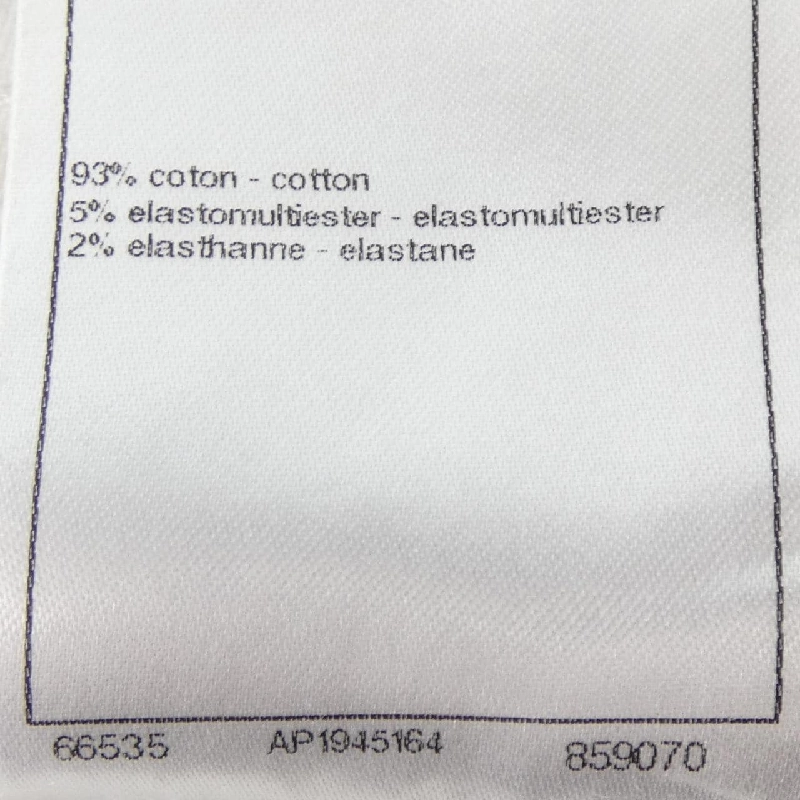 93% coton - cotton
5% elastomultiester - elastomultiester
2% elasthanne - elastane
66535 AP1945164 859070